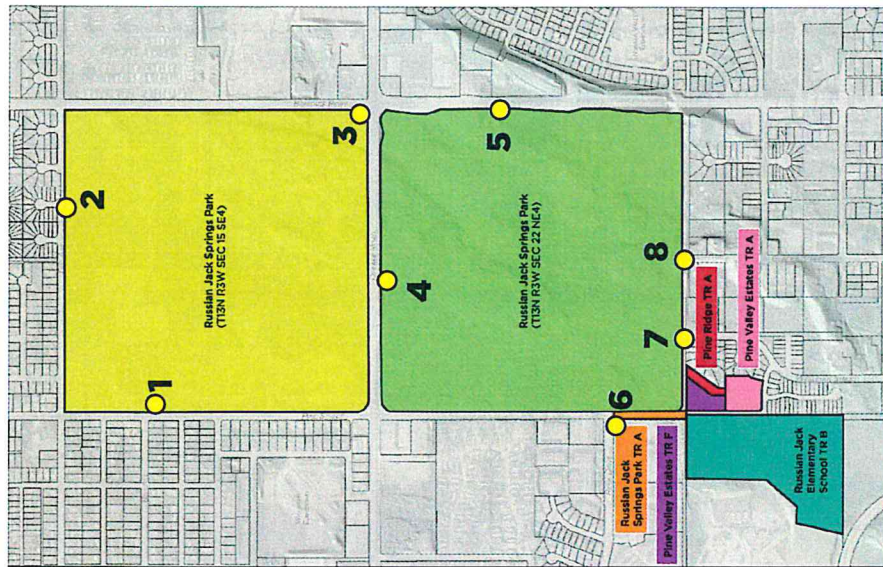 1
2
3
Russian Jack Springs Park
(T13N R3W SEC 15 SE4)
4
5
Russian Jack Springs Park
(T13N R3W SEC 22 NE4)
6
7
8
Russian Jack
Springs Park TR A
Pine Valley Estates TR F
Pine Ridge TR A
Pine Valley Estates TR A
Russian Jack
Elementary
School TR B